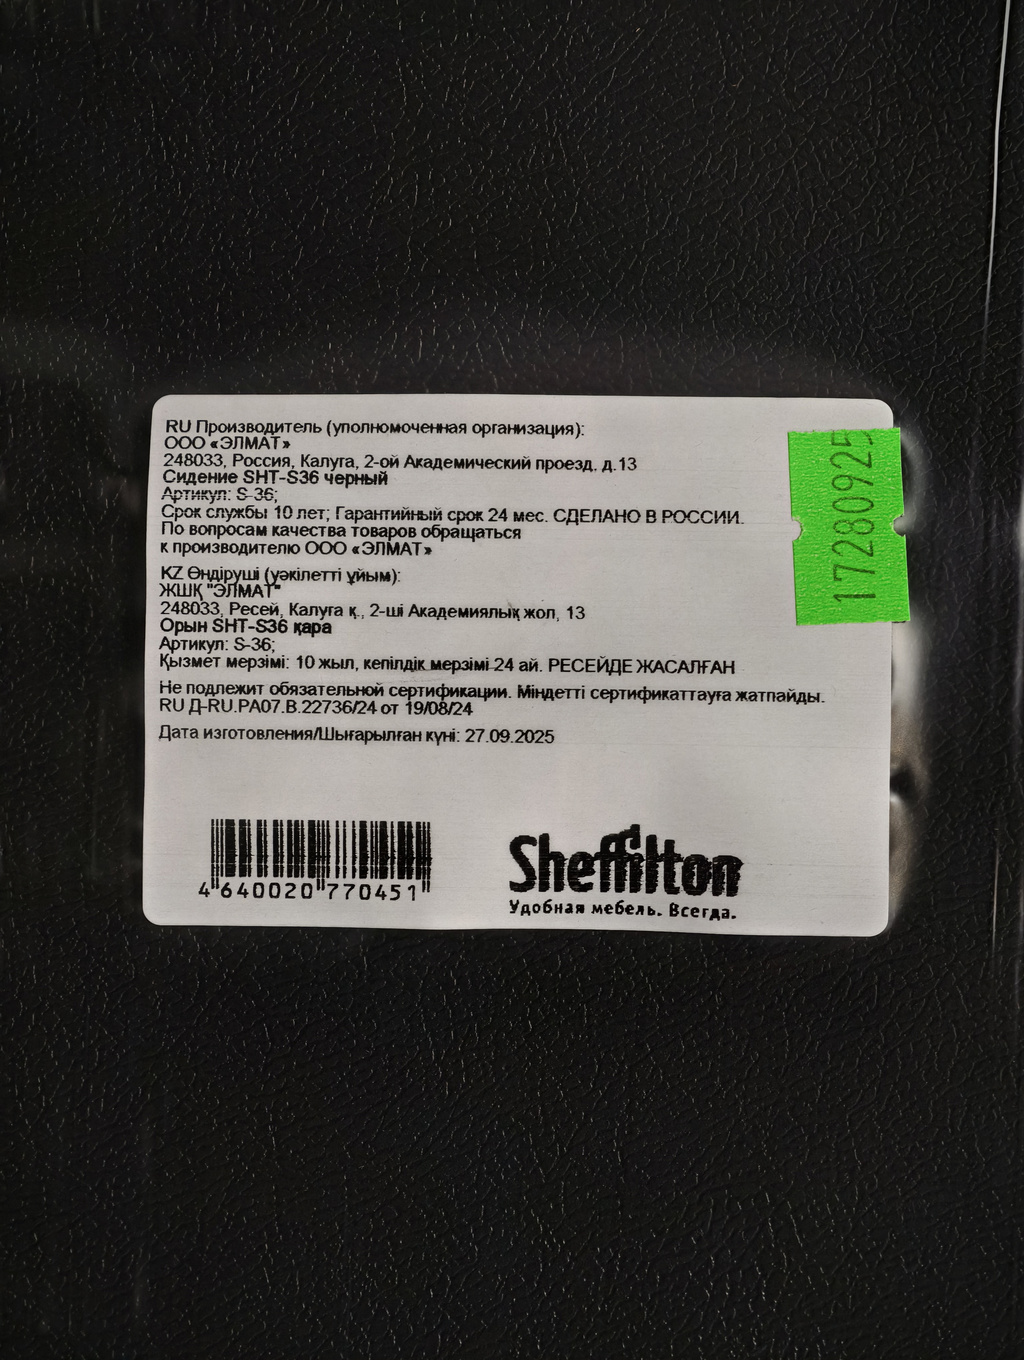 RU Производитель (уполномоченная организация):
ООО «ЭЛМАТ»
248033, Россия, Калуга, 2-ой Академический проезд. д.13
Сидение SHT-S36 черный
Артикул: S-36;
Срок службы 10 лет; Гарантийный срок 24 мес. СДЕЛАНО В РОССИИ.
По вопросам качества товаров обращаться
к производителю ООО «ЭЛМАТ»
KZ Өндіруші (уәкілетті ұйым):
ЖШҚ "ЭЛМАТ"
248033, Ресей, Калуга қ., 2-ші Академиялық жол, 13
Орын SHT-S36 қара
Артикул: S-36;
Қызмет мерзімі: 10 жыл, кепілдік мерзімі 24 ай. РЕСЕЙДЕ ЖАСАЛҒАН
Не подлежит обязательной сертификации. Міндетті сертификаттауға жатпайды.
RU Д-RU.РА07.В.22736/24 от 19/08/24
Дата изготовления/Шығарылған күні: 27.09.2025
4 640020 770451
Sheffilton
Удобная мебель. Всегда.
17280925